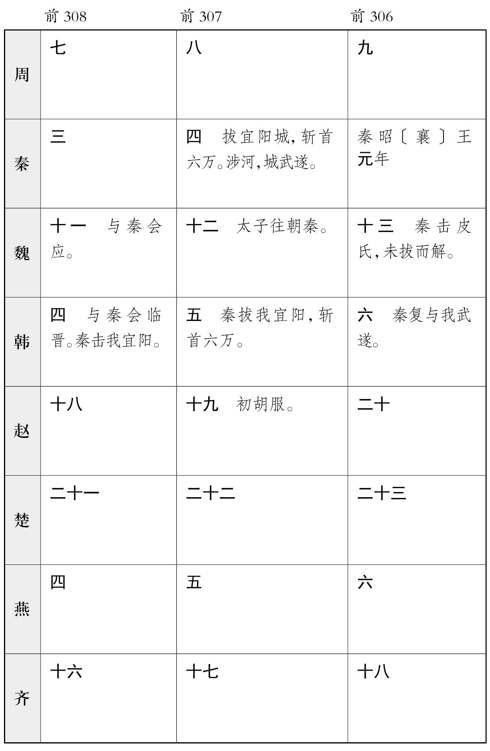 前 308 前 307 前 306
周 七 八 九
秦 三 四 拔宜阳城，斩首 秦昭〔襄〕王
六万。涉河，城武遂。 元年
魏 十一 与秦会 十二 太子往朝秦。 十三 秦击皮
应。 氏，未拔而解。
韩 四 与秦会临 五 秦拔我宜阳，斩 六 秦复与我武
晋。秦击我宜阳。 首六万。 遂。
赵 十八 十九 初胡服。 二十
楚 二十一 二十二 二十三
燕 四 五 六
齐 十六 十七 十八